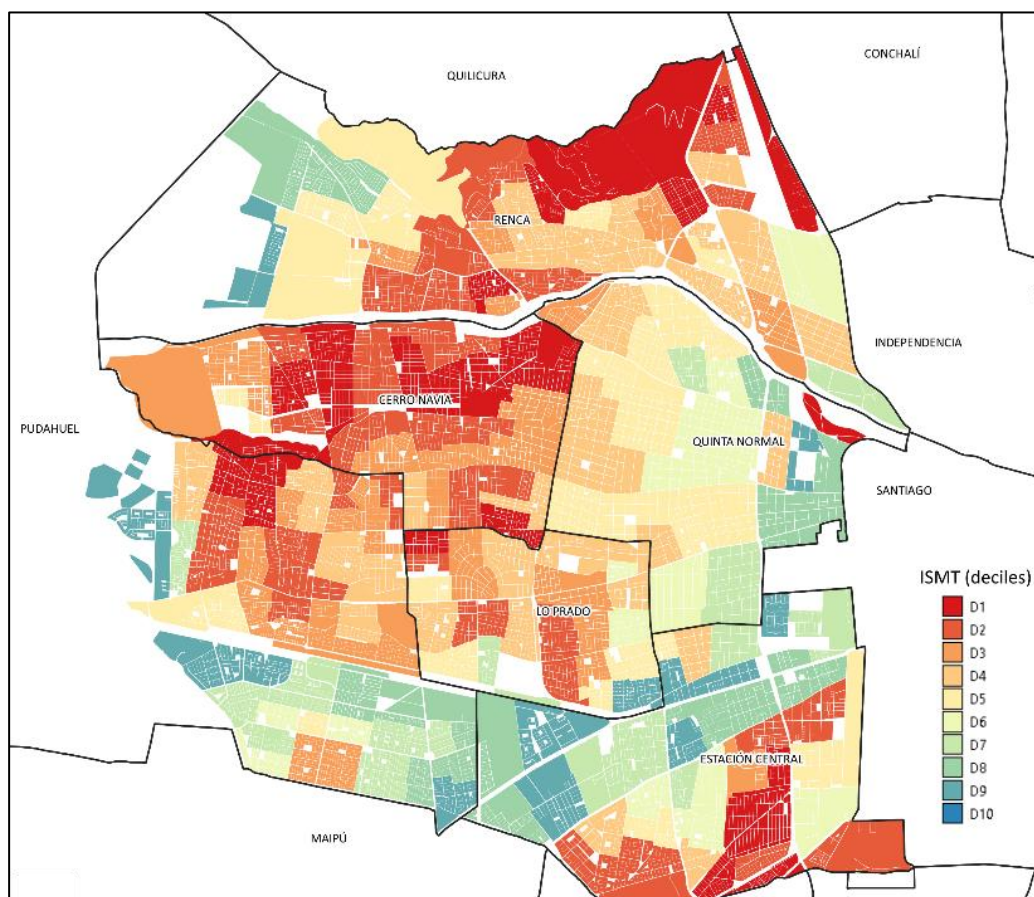 CONCHALÍ
QUILICURA
RENCA
INDEPENDENCIA
CERRO NAVIA
PUDAHUEL
QUINTA NORMAL
SANTIAGO
ISMT (deciles)
D1
D2
D3
D4
D5
D6
D7
D8
D9
D10
LO PRADO
ESTACIÓN CENTRAL
MAIPÚ